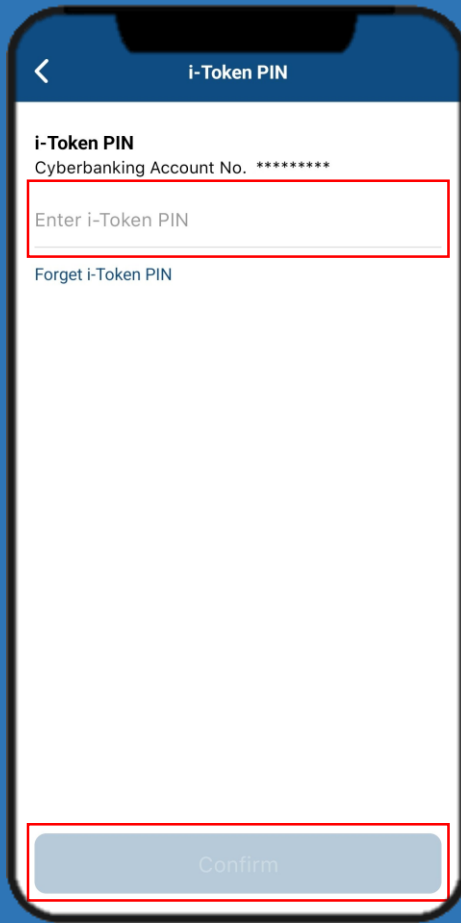 i-Token PIN
i-Token PIN
Cyberbanking Account No. *********
Enter i-Token PIN
Forget i-Token PIN
Confirm